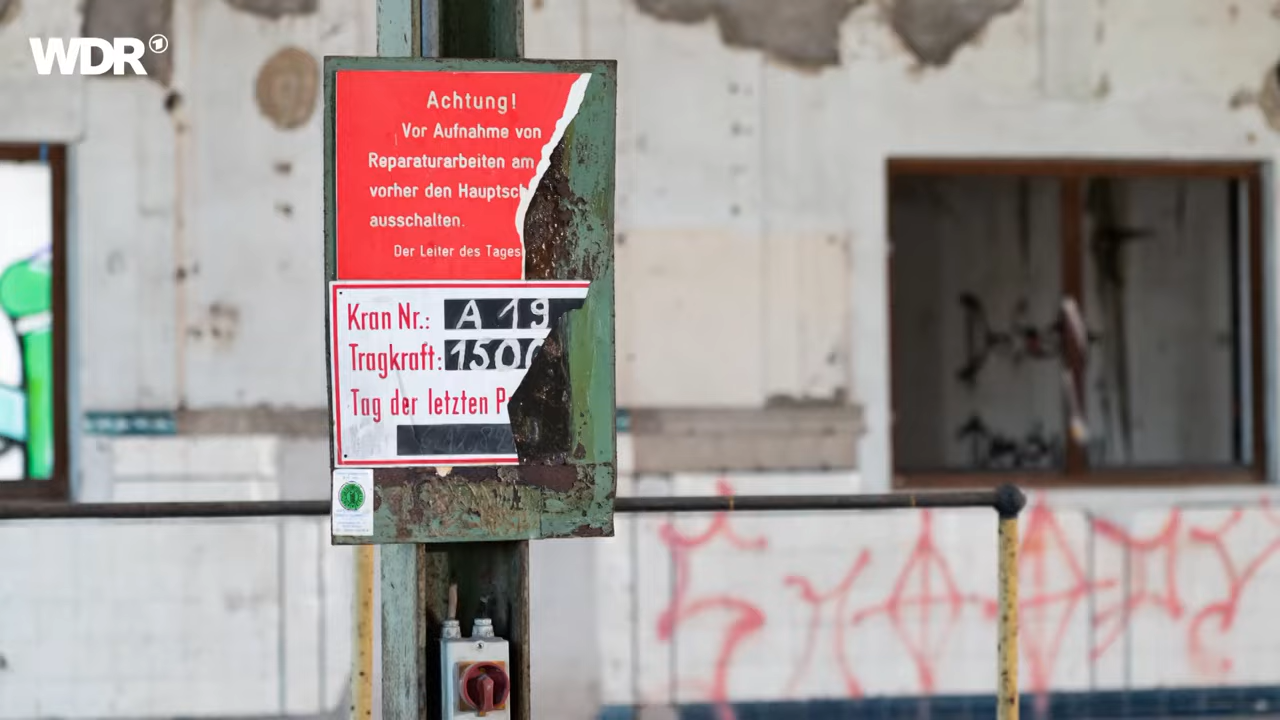 WDR
Achtung!
Vor Aufnahme von
Reparaturarbeiten am
vorher den Hauptsch
ausschalten.
Der Leiter des Tages
Kran Nr.: A 19
Tragkraft: 1500
Tag der letzten P